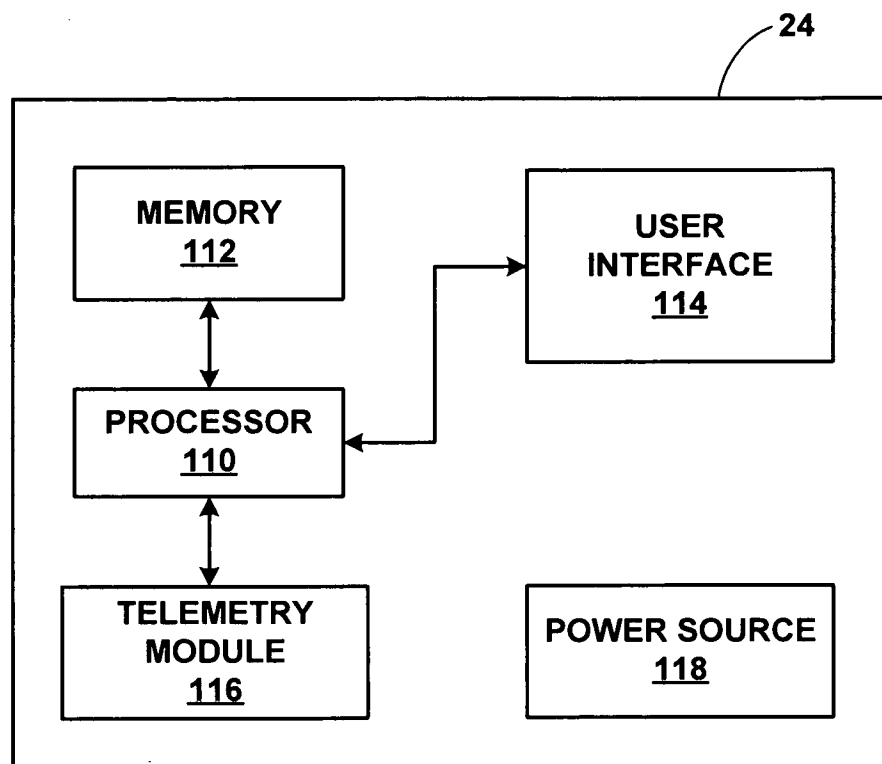 24
MEMORY
112
USER
INTERFACE
114
PROCESSOR
110
TELEMETRY
MODULE
116
POWER SOURCE
118